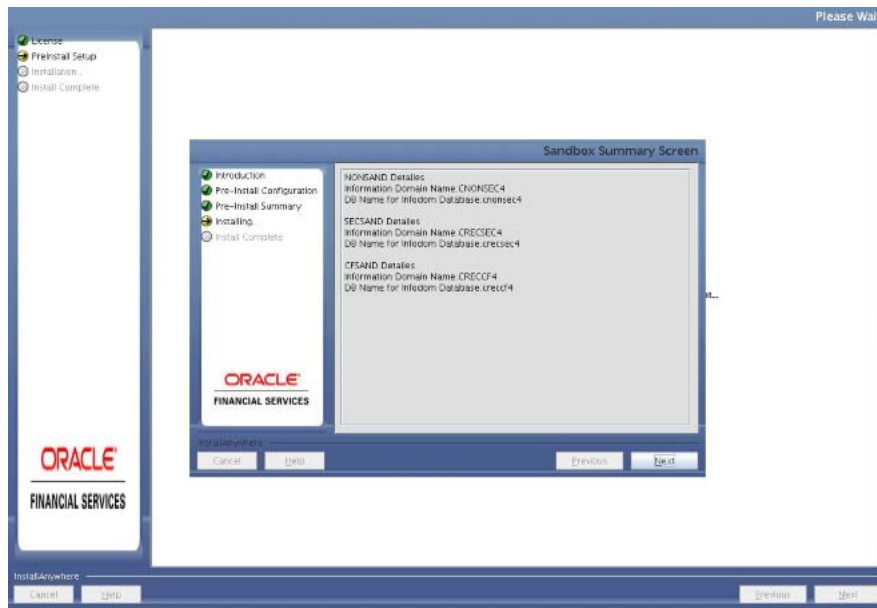 Please Wai
License
Preinstall Setup
Installation...
Install Complete
Sandbox Summary Screen
Introduction
Pre-Install Configuration
Pre-Install Summary
Installing...
Install Complete
NONSAND Detailes
Information Domain Name:CNONSEC4
DB Name for Infodom Database:cnonsec4
SECSAND Detailes
Information Domain Name:CRECSEC4
DB Name for Infodom Database:crecsec4
CFSAND Detailes
Information Domain Name:CRECCF4
DB Name for Infodom Database:creccf4
ORACLE'
FINANCIAL SERVICES
InstallAnywhere
Cancel
Help
Previous
Next
ORACLE'
FINANCIAL SERVICES
InstallAnywhere
Cancel
Help
Previous
Next